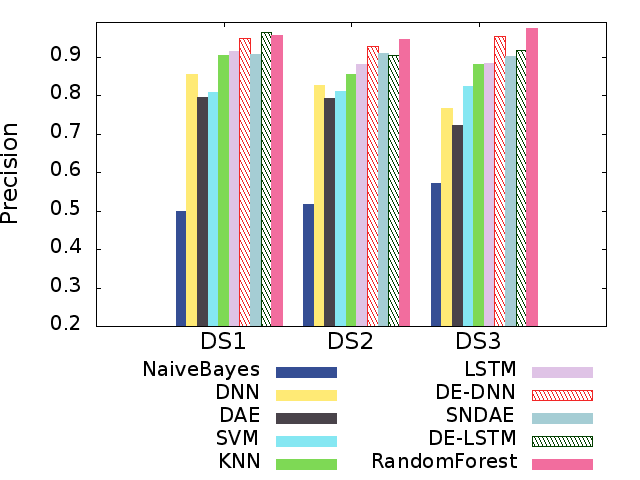 Precision
0.9
0.8
0.7
0.6
0.5
0.4
0.3
0.2
DS1 DS2 DS3
NaiveBayes
DNN
DAE
SVM
KNN
LSTM
DE-DNN
SNDAE
DE-LSTM
RandomForest